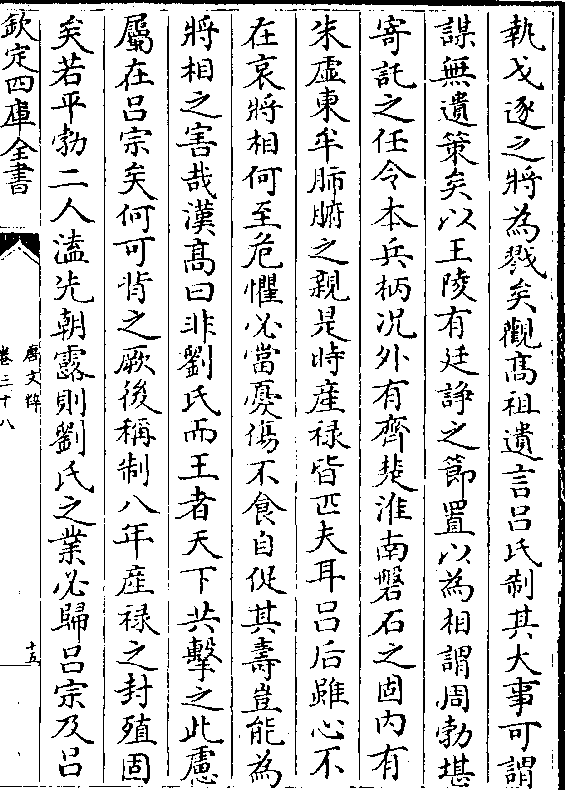 執戈逐之將為戮矣觀髙祖遺言吕氏制其大事可謂
謀無遺策矣以王陵有廷諍之節置以為相謂周勃堪
寄託之任令本兵柄况外有齊楚淮南磐石之固内有
朱虚東牟肺腑之親是時産禄皆匹夫耳吕后雖心不
在哀將相何至危懼必當憂傷不食自促其壽豈能為
將相之害哉漢髙曰非劉氏而王者天下共擊之此慮
屬在吕宗矣何可背之厥後稱制八年産禄之封殖固
矣若平勃二人溘先朝露則劉氏之業必歸吕宗及吕
欽定四庫全書
唐文粹
卷三十八
十五